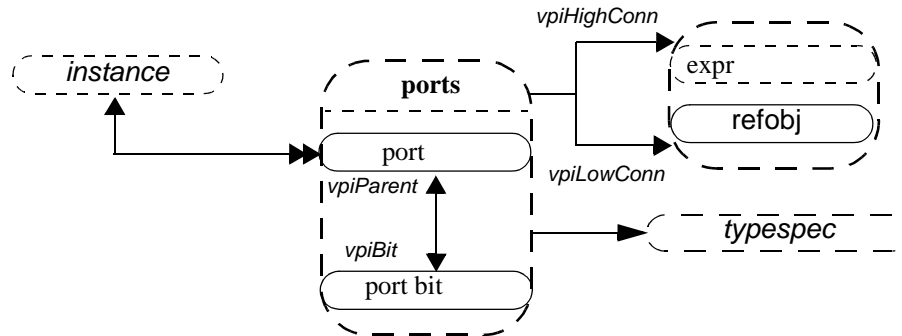 vpiHighConn
instance
expr
ports
refobj
port
vpiParent
vpiLowConn
typespec
vpiBit
port bit